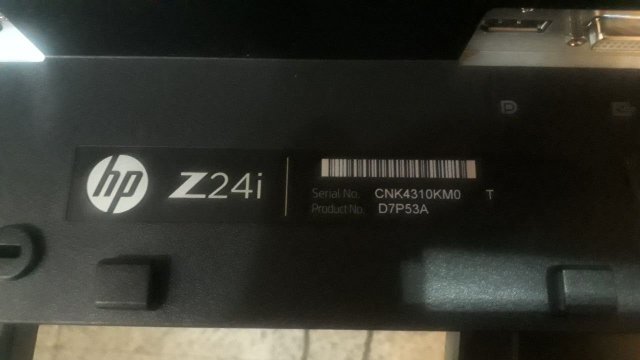 hp Z24i
Serial No. CNK4310KM0 T
Product No. D7P53A